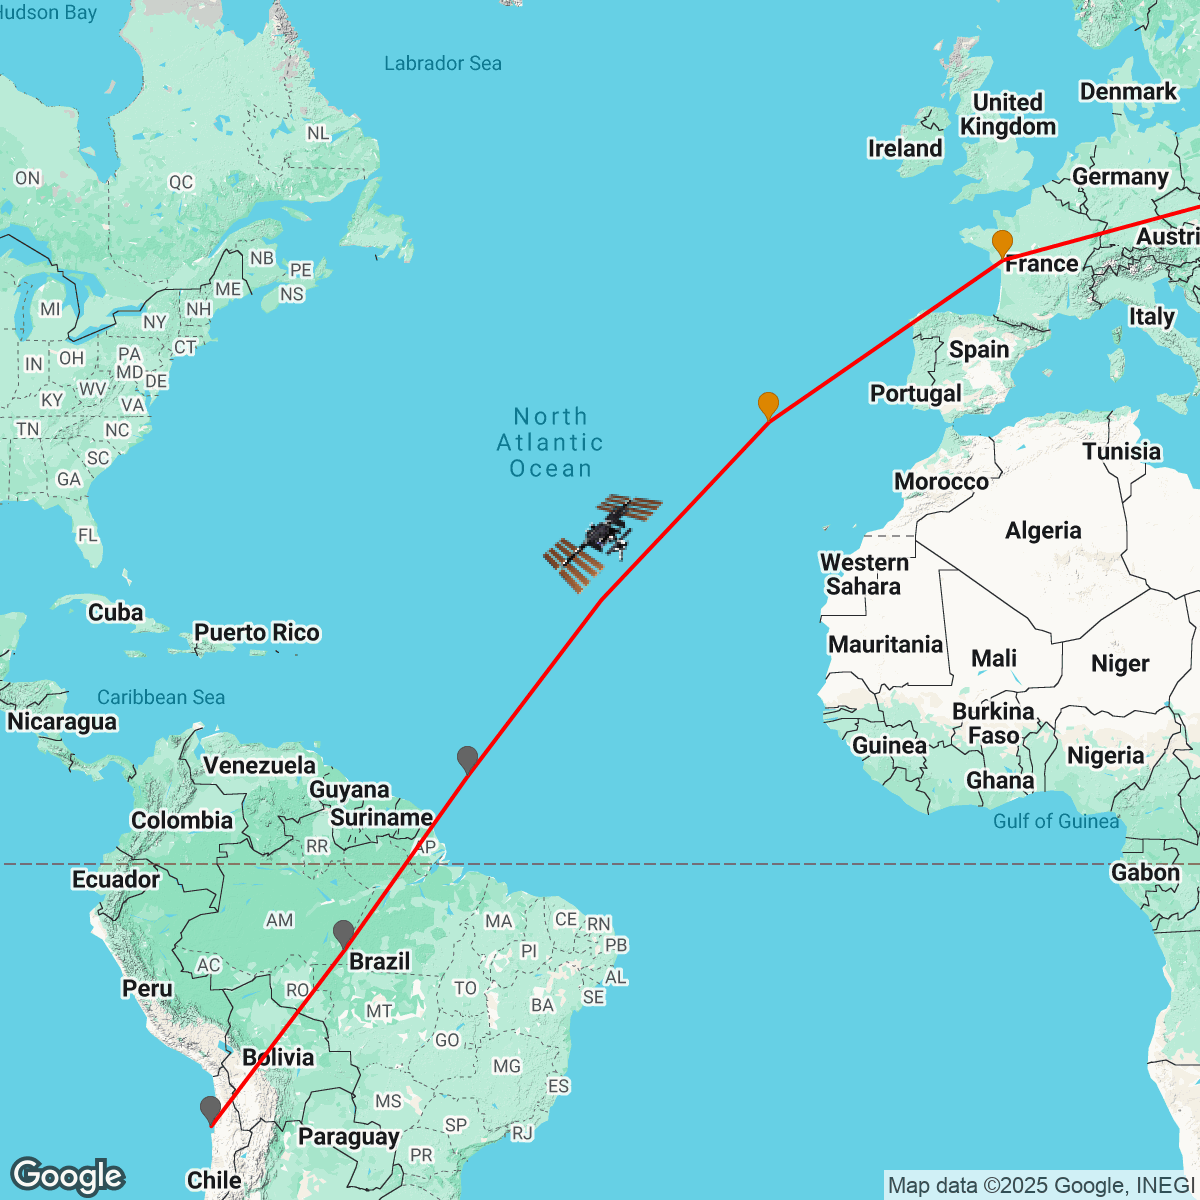 Hudson Bay
Labrador Sea
Denmark
United
Kingdom
Ireland
NL
ON
QC
Germany
Austri
NB
PE
ME
NS
France
MI
NH
NY
Italy
CT
PA
OH
IN
MD
DE
Spain
WV
KY
VA
Portugal
TN
NC
North
Atlantic
Ocean
SC
GA
Tunisia
Morocco
FL
Algeria
Western
Sahara
Cuba
Puerto Rico
Mauritania
Mali
Niger
Caribbean Sea
Nicaragua
Burkina
Faso
Guinea
Nigeria
Venezuela
Ghana
Guyana
Suriname
Colombia
Gulf of Guinea
RR
AP
Ecuador
Gabon
AM
MA
CE
RN
PB
PI
Brazil
AC
AL
Peru
RO
TO
SE
BA
MT
GO
Bolivia
MG
ES
MS
SP
RJ
Paraguay
PR
Chile
Google
Map data ©2025 Google, INEGI